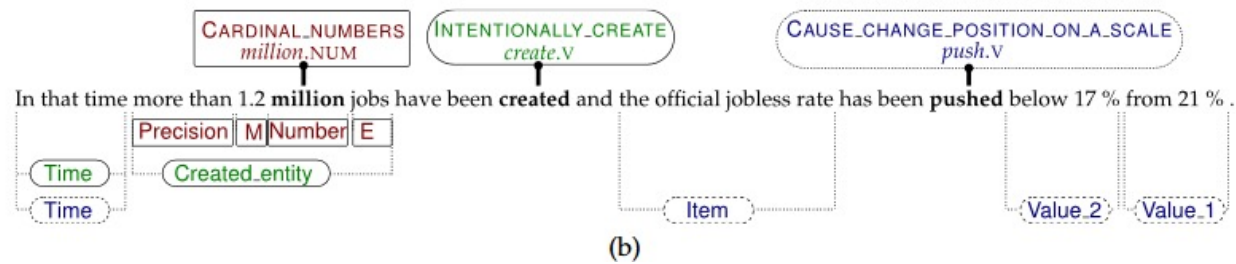 CARDINAL_NUMBERS INTENTIONALLY_CREATE CAUSE_CHANGE_POSITION_ON_A_SCALE
million.NUM create.V push.V
In that time more than 1.2 million jobs have been created and the official jobless rate has been pushed below 17 % from 21 % .
Precision M Number E
Time Created_entity
Time Item Value_2 Value_1
(b)